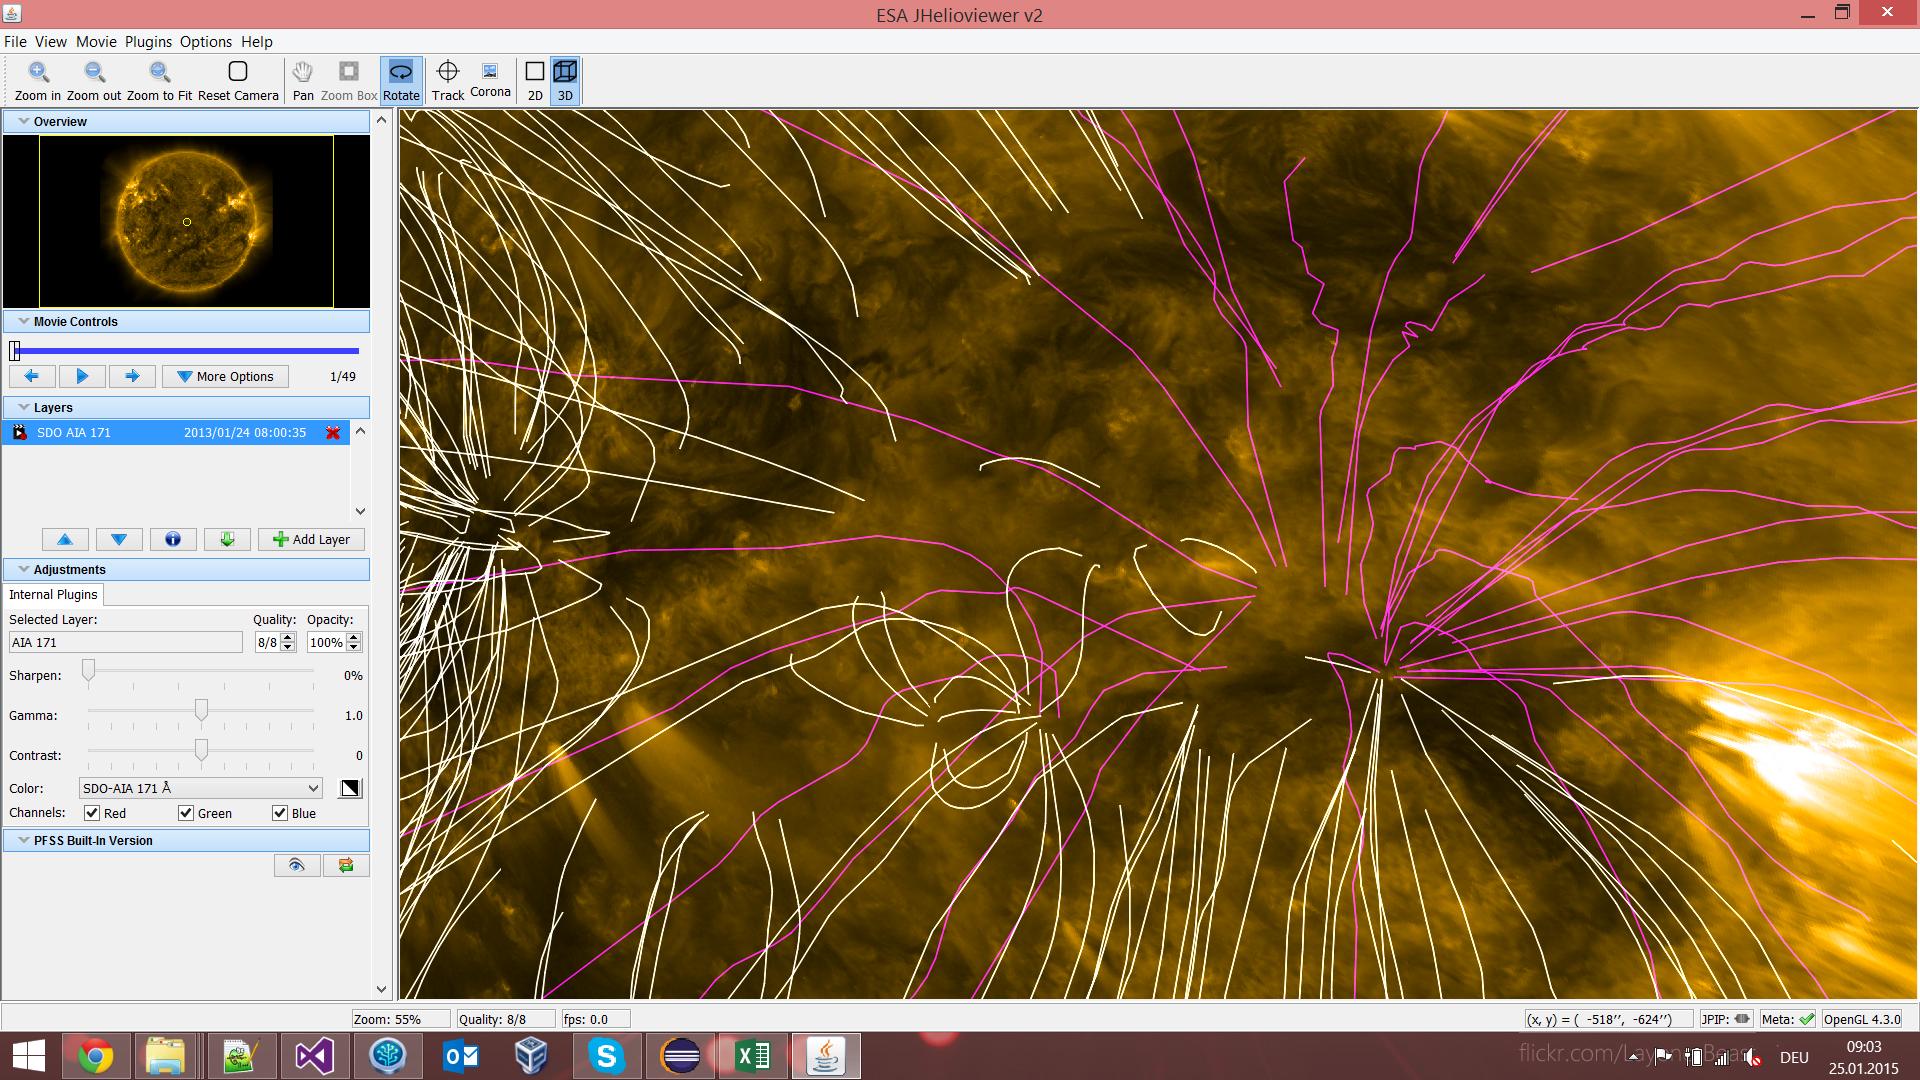 ESA JHelioviewer v2
File View Movie Plugins Options Help
Zoom in Zoom out Zoom to Fit Reset Camera Pan Zoom Box Rotate Track Corona 2D 3D
Overview
Movie Controls
More Options 1/49
Layers
SDO AIA 171 2013/01/24 08:00:35
Add Layer
Adjustments
Internal Plugins
Selected Layer: Quality: Opacity:
AIA 171 8/8 100%
Sharpen: 0%
Gamma: 1.0
Contrast: 0
Color: SDO-AIA 171 Å
Channels: Red Green Blue
PFSS Built-In Version
Zoom: 55% Quality: 8/8 fps: 0.0 (x, y) = ( -518’’, -624’’) JPIP: Meta: OpenGL 4.3.0
09:03
DEU
25.01.2015